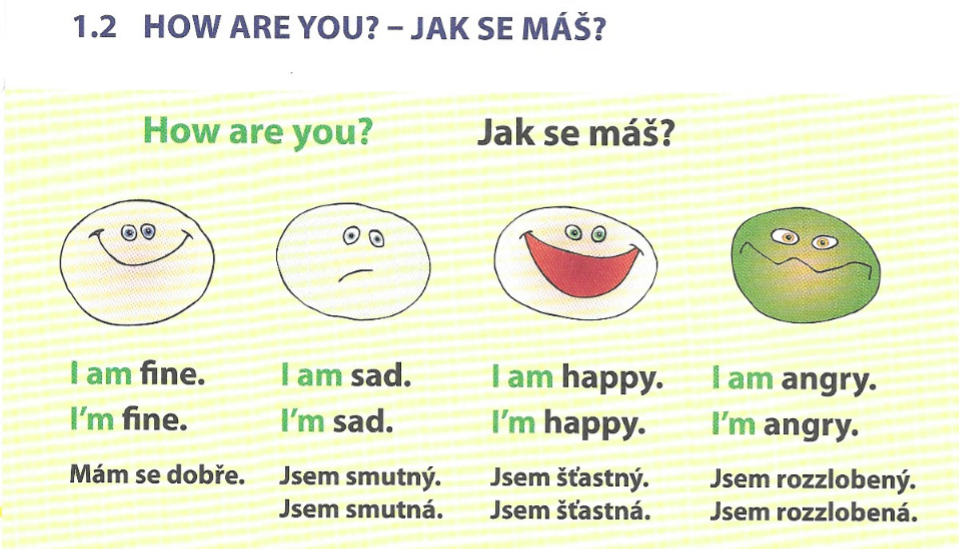 1.2 HOW ARE YOU? – JAK SE MÁŠ?
How are you? Jak se máš?
I am fine. I am sad. I am happy. I am angry.
I'm fine. I'm sad. I'm happy. I'm angry.
Mám se dobře. Jsem smutný. Jsem šťastný. Jsem rozzlobený.
Jsem smutná. Jsem šťastná. Jsem rozzlobená.